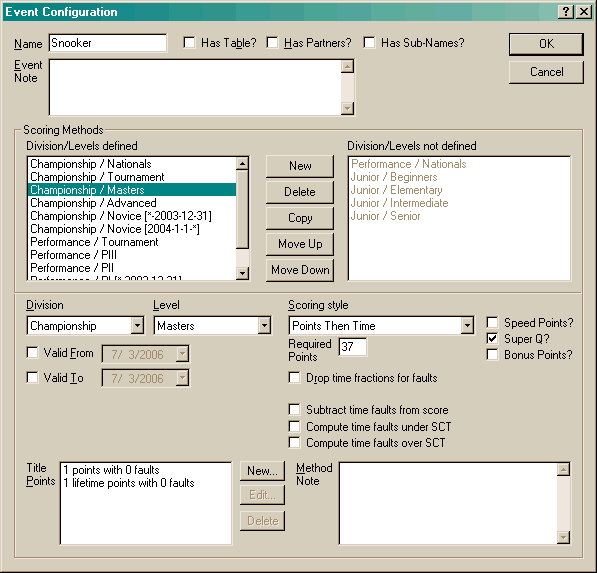 Event Configuration
Name Snooker Has Table? Has Partners? Has Sub-Names? OK
Event Note Cancel
Scoring Methods
Division/Levels defined Division/Levels not defined
Championship / Nationals
Championship / Tournament
Championship / Masters
Championship / Advanced
Championship / Novice [*-2003-12-31]
Championship / Novice [2004-1-1-*]
Performance / Tournament
Performance / PIII
Performance / PII
New
Delete
Copy
Move Up
Move Down
Performance / Nationals
Junior / Beginners
Junior / Elementary
Junior / Intermediate
Junior / Senior
Division Level Scoring style
Championship Masters Points Then Time Speed Points?
Super Q?
Required Points 37 Bonus Points?
Valid From 7/ 3/2006
Valid To 7/ 3/2006 Drop time fractions for faults
Subtract time faults from score
Compute time faults under SCT
Compute time faults over SCT
Title Points 1 points with 0 faults
1 lifetime points with 0 faults
New...
Edit...
Delete
Method Note